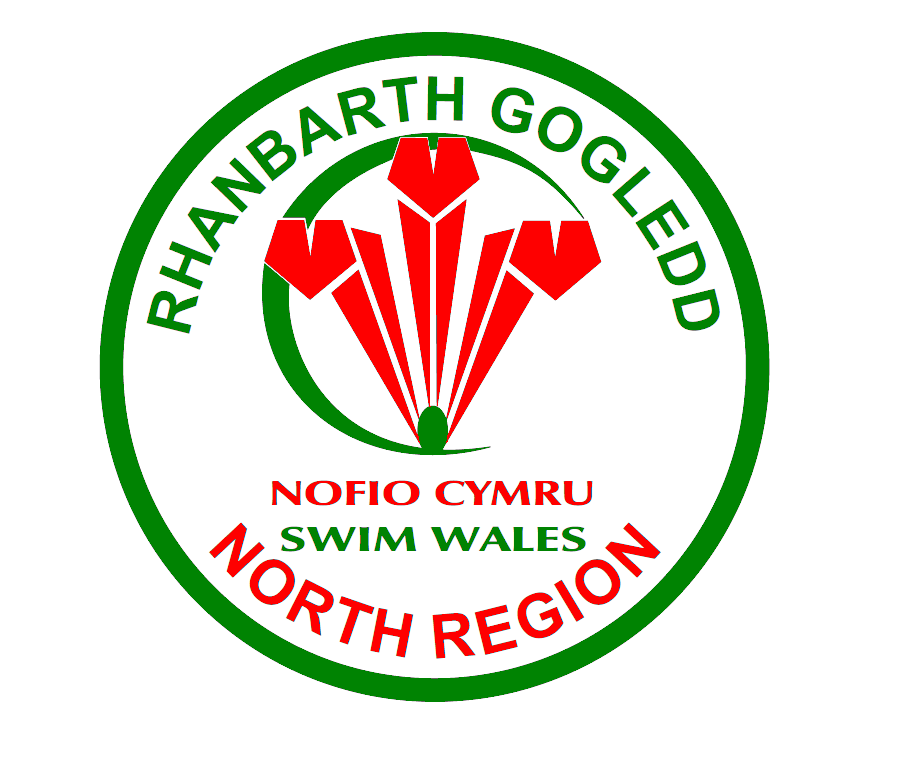 RHANBARTH GOGLEDD
NOFIO CYMRU
SWIM WALES
NORTH REGION